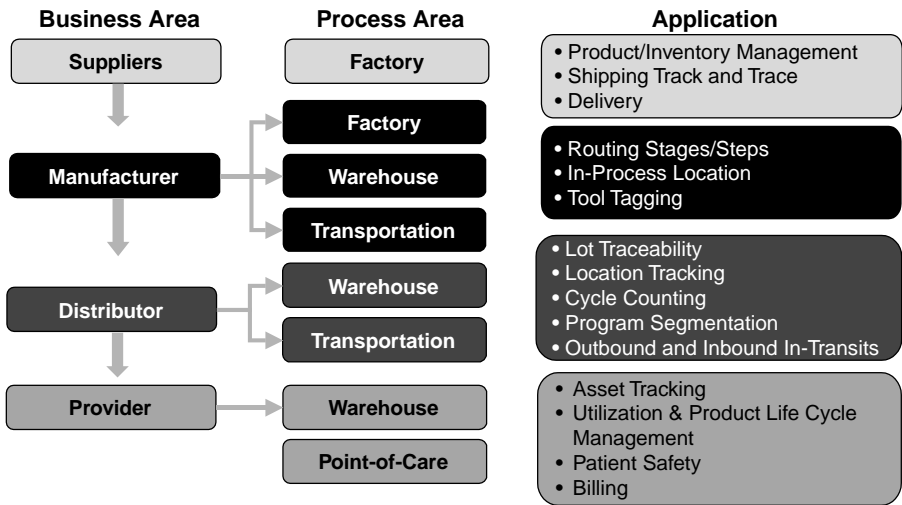 Business Area
Process Area
Application
Suppliers
Factory
• Product/Inventory Management
• Shipping Track and Trace
• Delivery
Manufacturer
Factory
Warehouse
Transportation
• Routing Stages/Steps
• In-Process Location
• Tool Tagging
Distributor
Warehouse
Transportation
• Lot Traceability
• Location Tracking
• Cycle Counting
• Program Segmentation
• Outbound and Inbound In-Transits
Provider
Warehouse
Point-of-Care
• Asset Tracking
• Utilization & Product Life Cycle
Management
• Patient Safety
• Billing